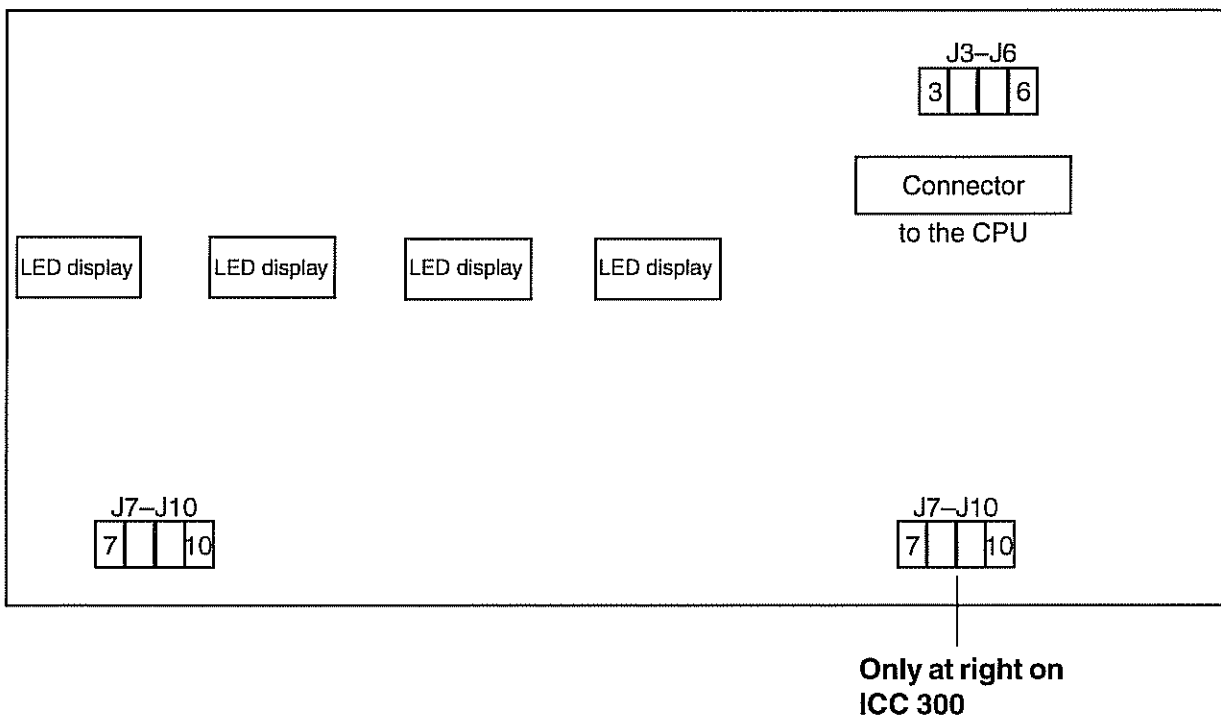 J3–J6
3 6
Connector
to the CPU
LED display LED display LED display LED display
J7–J10 J7–J10
7 10 7 10
Only at right on
ICC 300